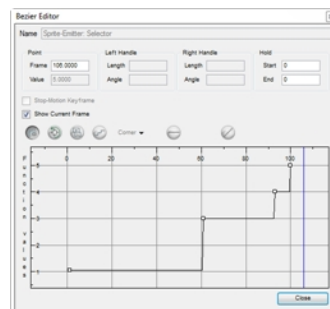 Bezier Editor
Name Sprite-Emitter: Selector
Point Left Handle Right Handle Hold
Frame 106.0000 Length Length Start 0
Value 5.0000 Angle Angle End 0
Stop-Motion Keyframe
Show Current Frame
Corner
0 20 40 60 80 100
Function values
5
4
3
2
1
Close